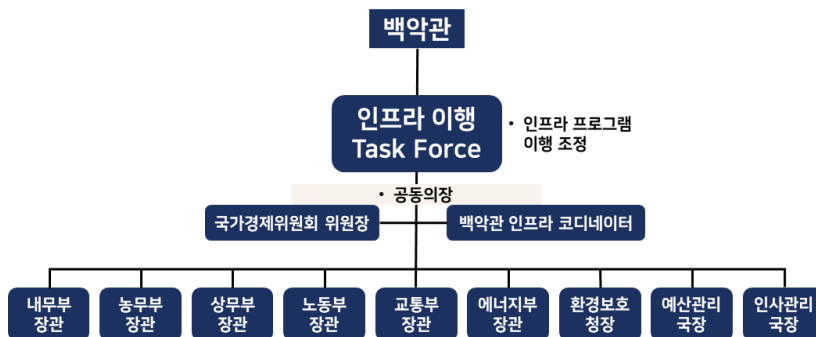 백악관
인프라 이행
Task Force
• 인프라 프로그램
이행 조정
• 공동의장
국가경제위원회 위원장
백악관 인프라 코디네이터
내무부
장관
농무부
장관
상무부
장관
노동부
장관
교통부
장관
에너지부
장관
환경보호
청장
예산관리
국장
인사관리
국장